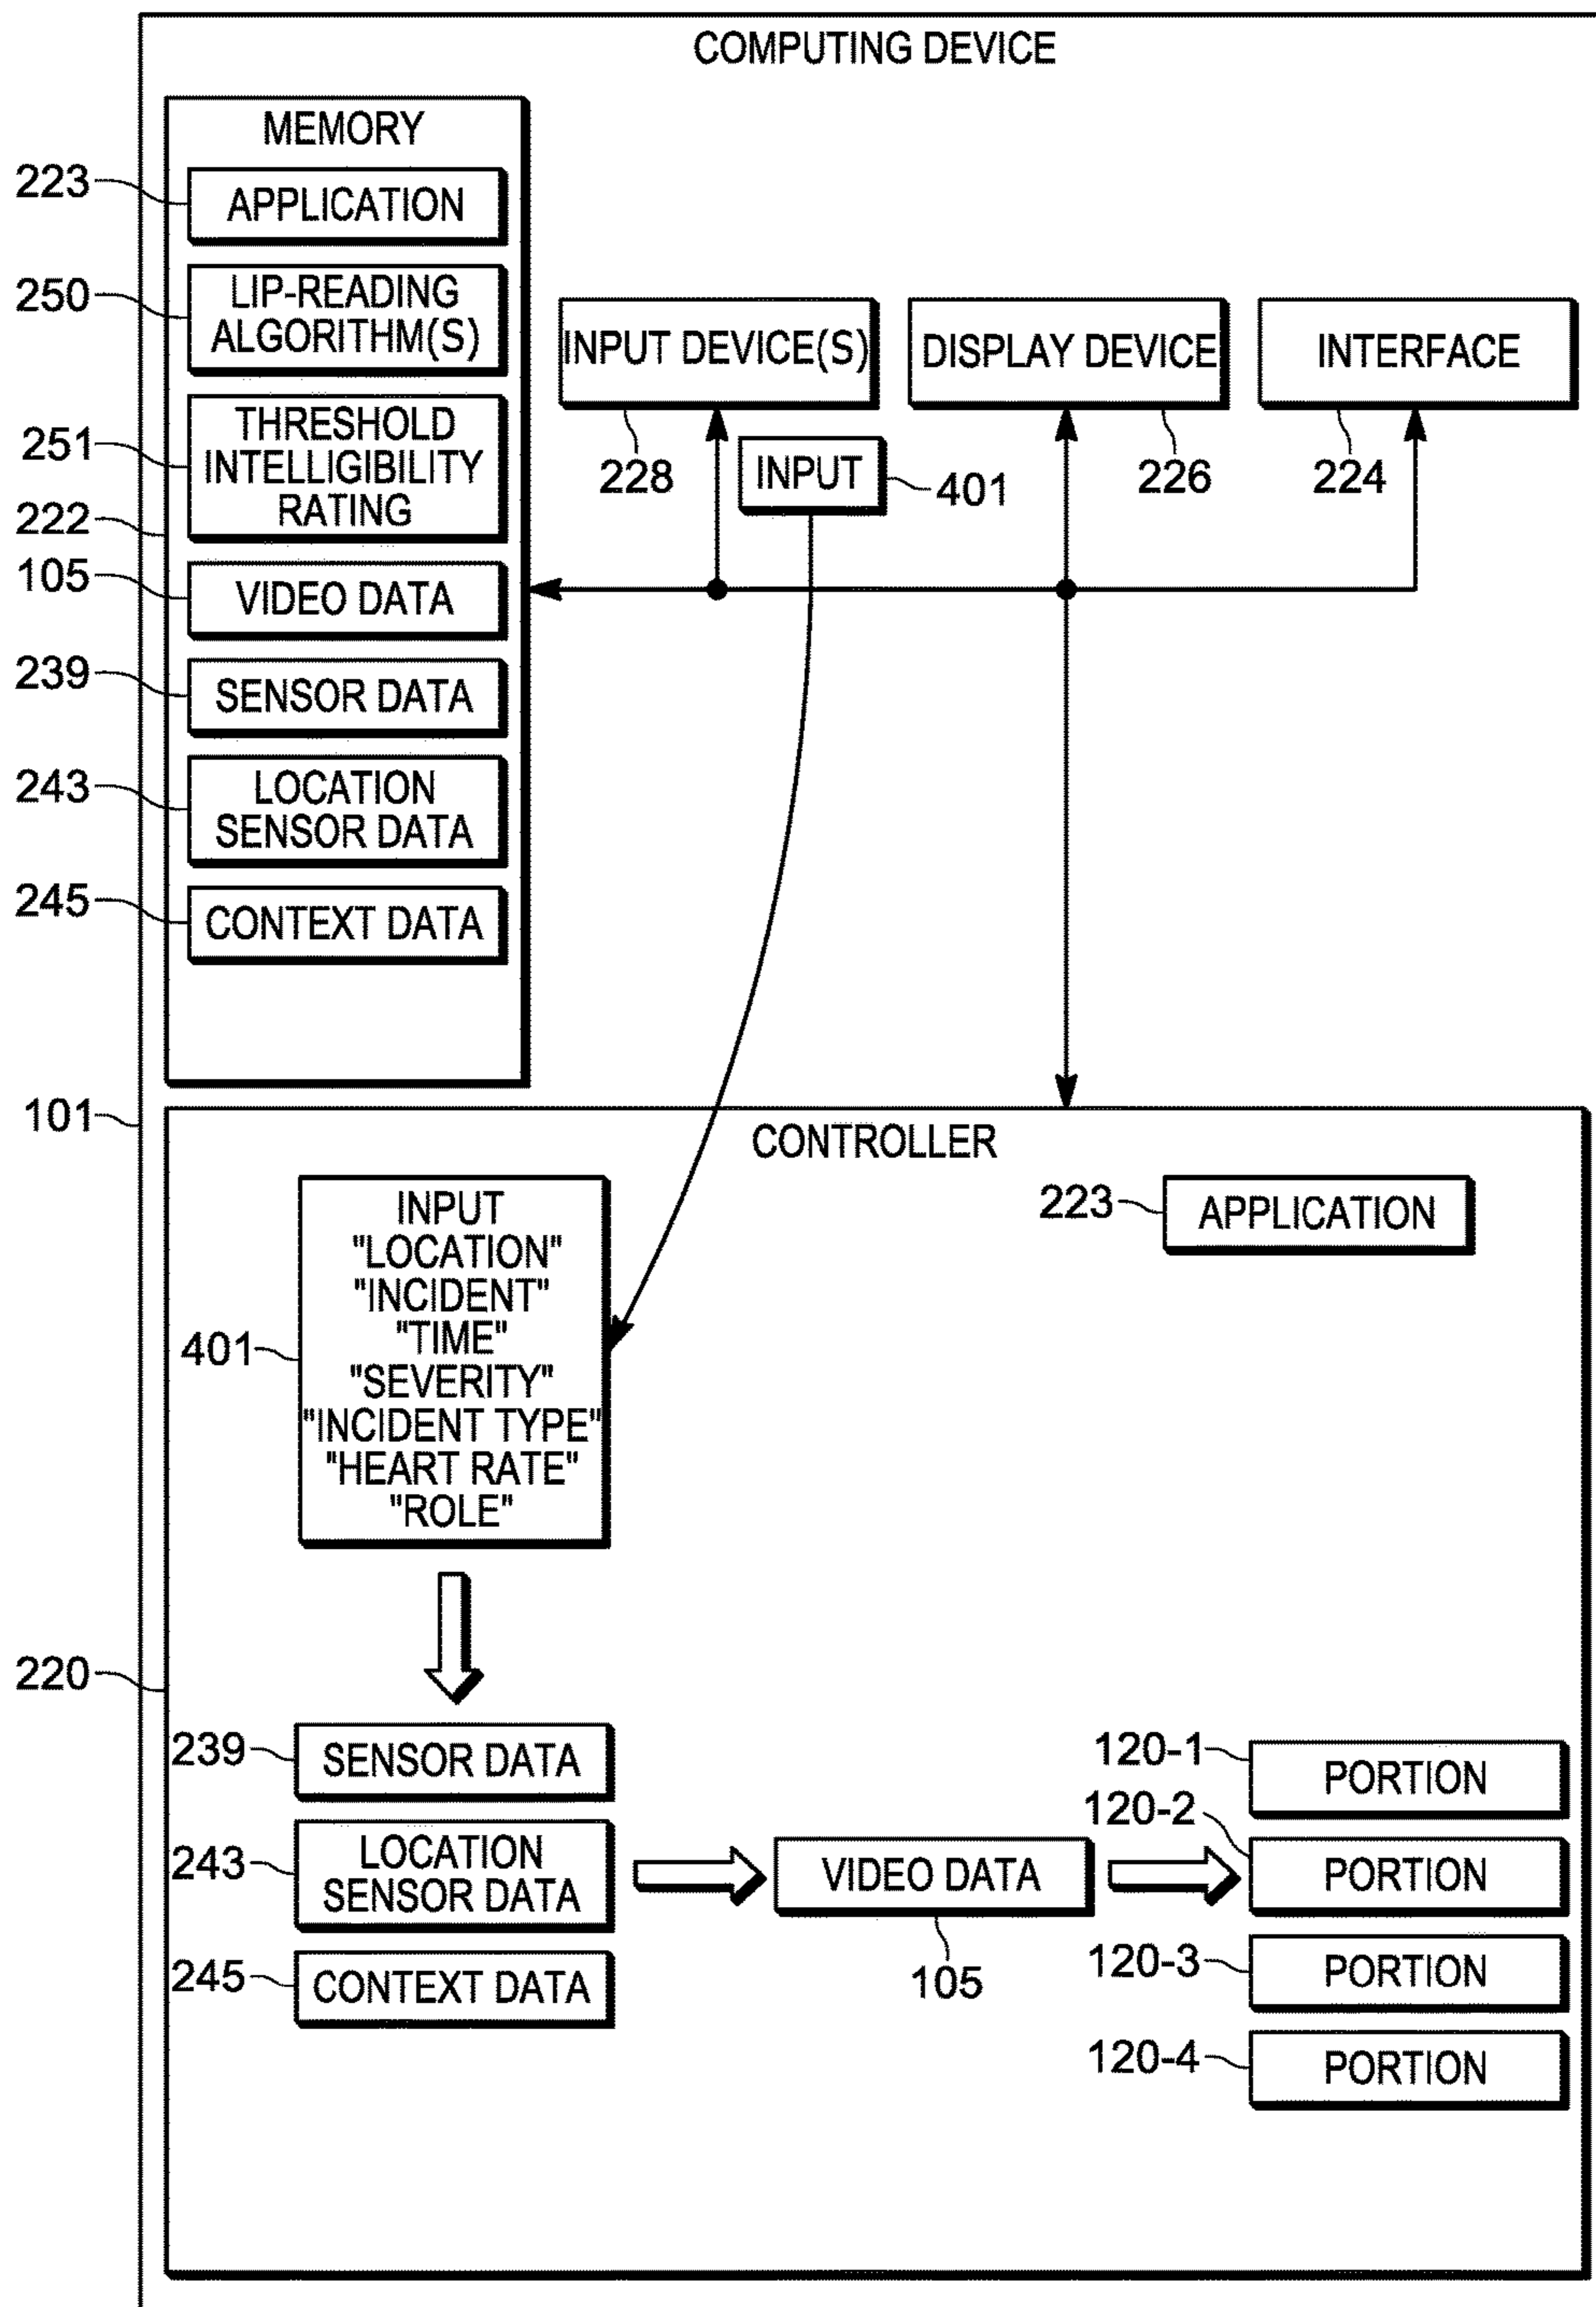 COMPUTING DEVICE
MEMORY
223
APPLICATION
250
LIP-READING
ALGORITHM(S)
251
THRESHOLD
INTELLIGIBILITY
RATING
222
105
VIDEO DATA
239
SENSOR DATA
243
LOCATION
SENSOR DATA
245
CONTEXT DATA
INPUT DEVICE(S)
228
DISPLAY DEVICE
226
INTERFACE
224
INPUT
401
101
CONTROLLER
223
APPLICATION
401
INPUT
"LOCATION"
"INCIDENT"
"TIME"
"SEVERITY"
"INCIDENT TYPE"
"HEART RATE"
"ROLE"
220
239
SENSOR DATA
243
LOCATION
SENSOR DATA
245
CONTEXT DATA
VIDEO DATA
105
120-1
PORTION
120-2
PORTION
120-3
PORTION
120-4
PORTION